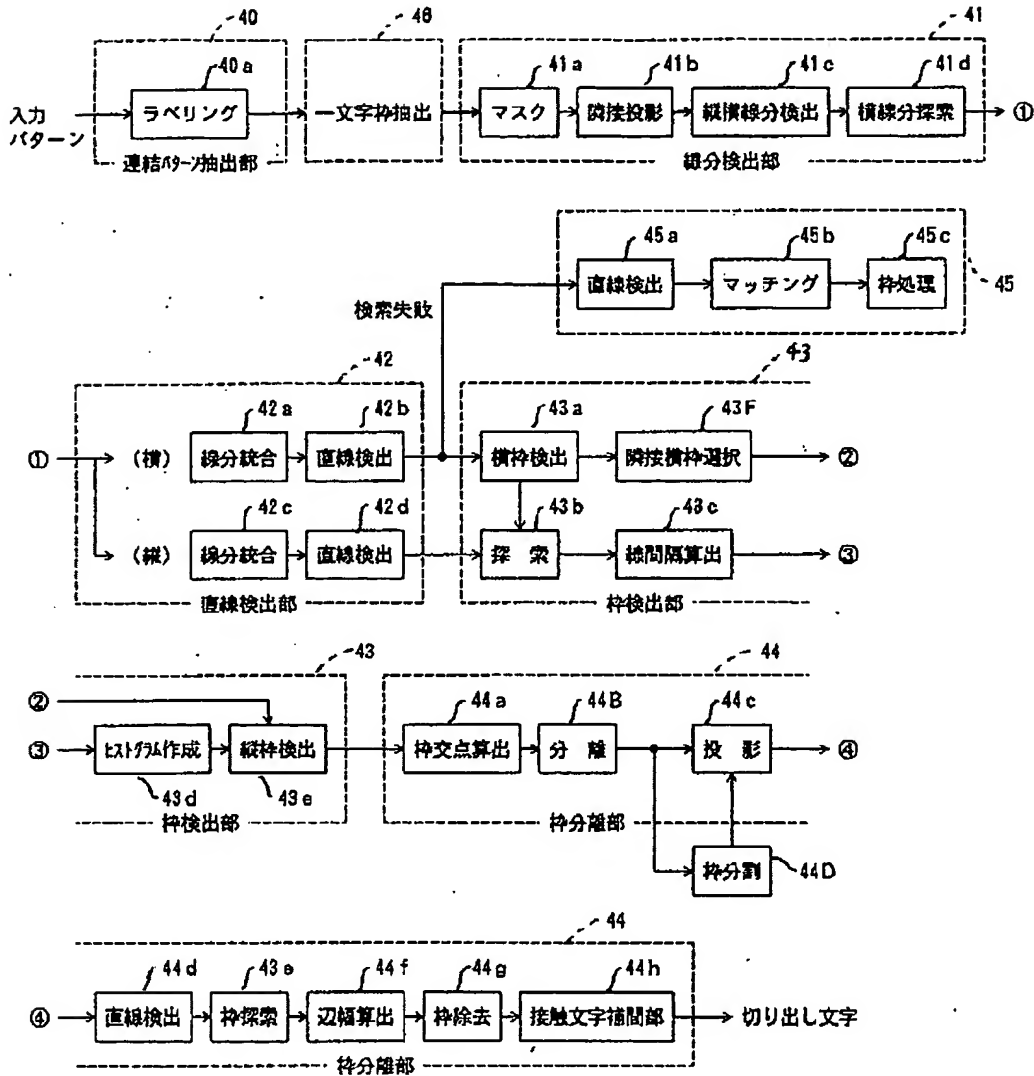 40
46
41
40a
41a
41b
41c
41d
入力
パターン
ラベリング
一文字枠抽出
マスク
隣接投影
縦横線分検出
横線分探索
①
連結パターン抽出部
線分検出部
45a
45b
45c
直線検出
マッチング
枠処理
45
検索失敗
42
43
42a
42b
43a
43F
①
(横)
線分統合
直線検出
横枠検出
隣接横枠選択
②
42c
42d
43b
43c
(縦)
線分統合
直線検出
探索
線間隔算出
③
直線検出部
枠検出部
43
44
②
44a
44B
44c
③
ヒストグラム作成
縦枠検出
枠交点算出
分離
投影
④
43d
43e
枠検出部
枠分離部
枠分割
44D
44
44d
43e
44f
44g
44h
④
直線検出
枠探索
辺幅算出
枠除去
接触文字補間部
切り出し文字
枠分離部